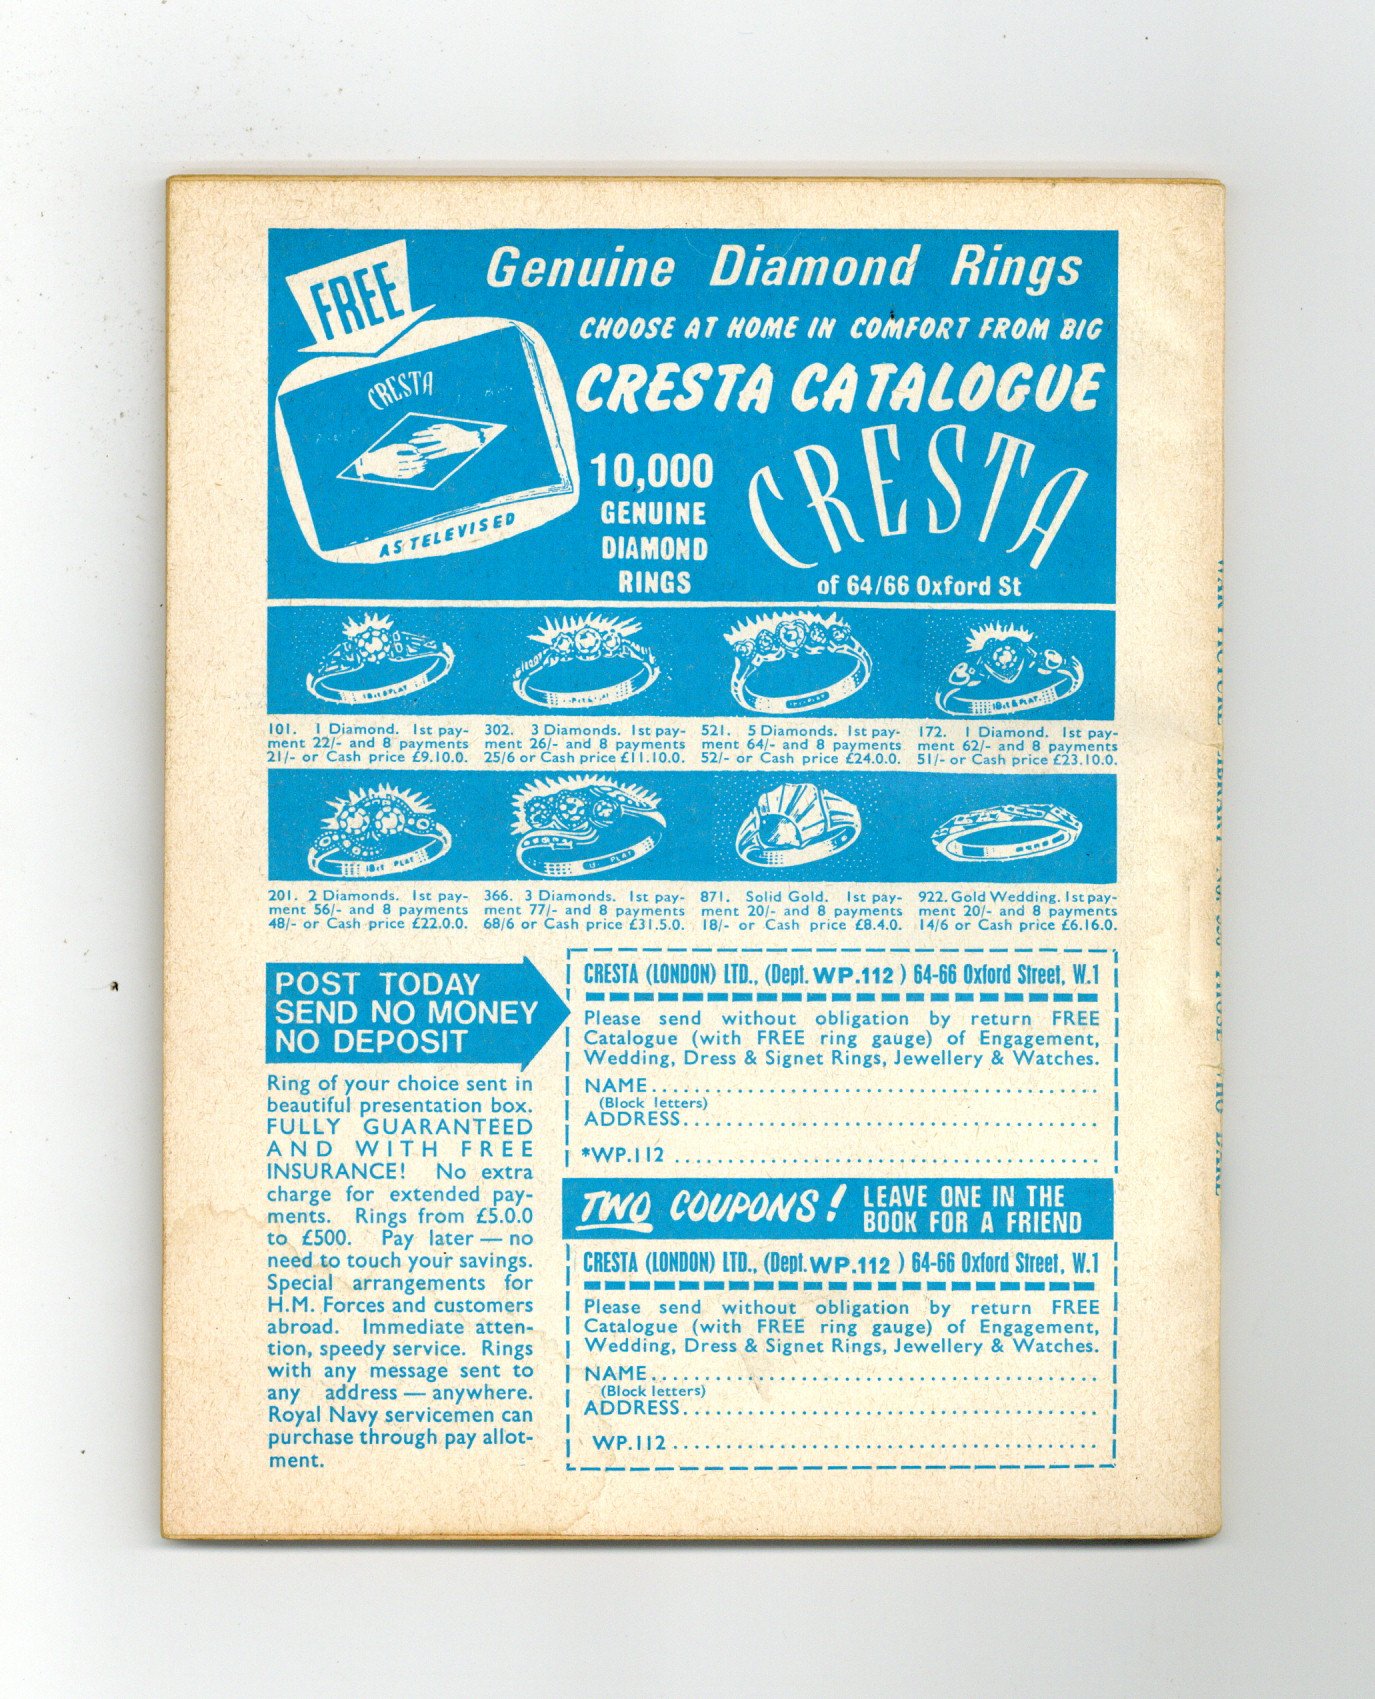 FREE
Genuine Diamond Rings
CHOOSE AT HOME IN COMFORT FROM BIG
CRESTA CATALOGUE
CRESTA
AS TELEVISED
10,000
GENUINE
DIAMOND
RINGS
CRESTA
of 64/66 Oxford St
101. 1 Diamond. 1st pay-
ment 22/- and 8 payments
21/- or Cash price £9.10.0.
302. 3 Diamonds. 1st pay-
ment 26/- and 8 payments
25/6 or Cash price £11.10.0.
521. 5 Diamonds. 1st pay-
ment 64/- and 8 payments
52/- or Cash price £24.0.0.
172. 1 Diamond. 1st pay-
ment 62/- and 8 payments
51/- or Cash price £23.10.0.
201. 2 Diamonds. 1st pay-
ment 56/- and 8 payments
48/- or Cash price £22.0.0.
366. 3 Diamonds. 1st pay-
ment 77/- and 8 payments
68/6 or Cash price £31.5.0.
871. Solid Gold. 1st pay-
ment 20/- and 8 payments
18/- or Cash price £8.4.0.
922. Gold Wedding. 1st pay-
ment 20/- and 8 payments
14/6 or Cash price £6.16.0.
POST TODAY
SEND NO MONEY
NO DEPOSIT
Ring of your choice sent in
beautiful presentation box.
FULLY GUARANTEED
AND WITH FREE
INSURANCE! No extra
charge for extended pay-
ments. Rings from £5.0.0
to £500. Pay later — no
need to touch your savings.
Special arrangements for
H.M. Forces and customers
abroad. Immediate atten-
tion, speedy service. Rings
with any message sent to
any address — anywhere.
Royal Navy servicemen can
purchase through pay allot-
ment.
CRESTA (LONDON) LTD., (Dept. WP.112 ) 64-66 Oxford Street, W.1
Please send without obligation by return FREE
Catalogue (with FREE ring gauge) of Engagement,
Wedding, Dress & Signet Rings, Jewellery & Watches.
NAME
(Block letters)
ADDRESS
*WP.112
TWO COUPONS! LEAVE ONE IN THE
BOOK FOR A FRIEND
CRESTA (LONDON) LTD., (Dept. WP.112 ) 64-66 Oxford Street, W.1
Please send without obligation by return FREE
Catalogue (with FREE ring gauge) of Engagement,
Wedding, Dress & Signet Rings, Jewellery & Watches.
NAME
(Block letters)
ADDRESS
WP.112